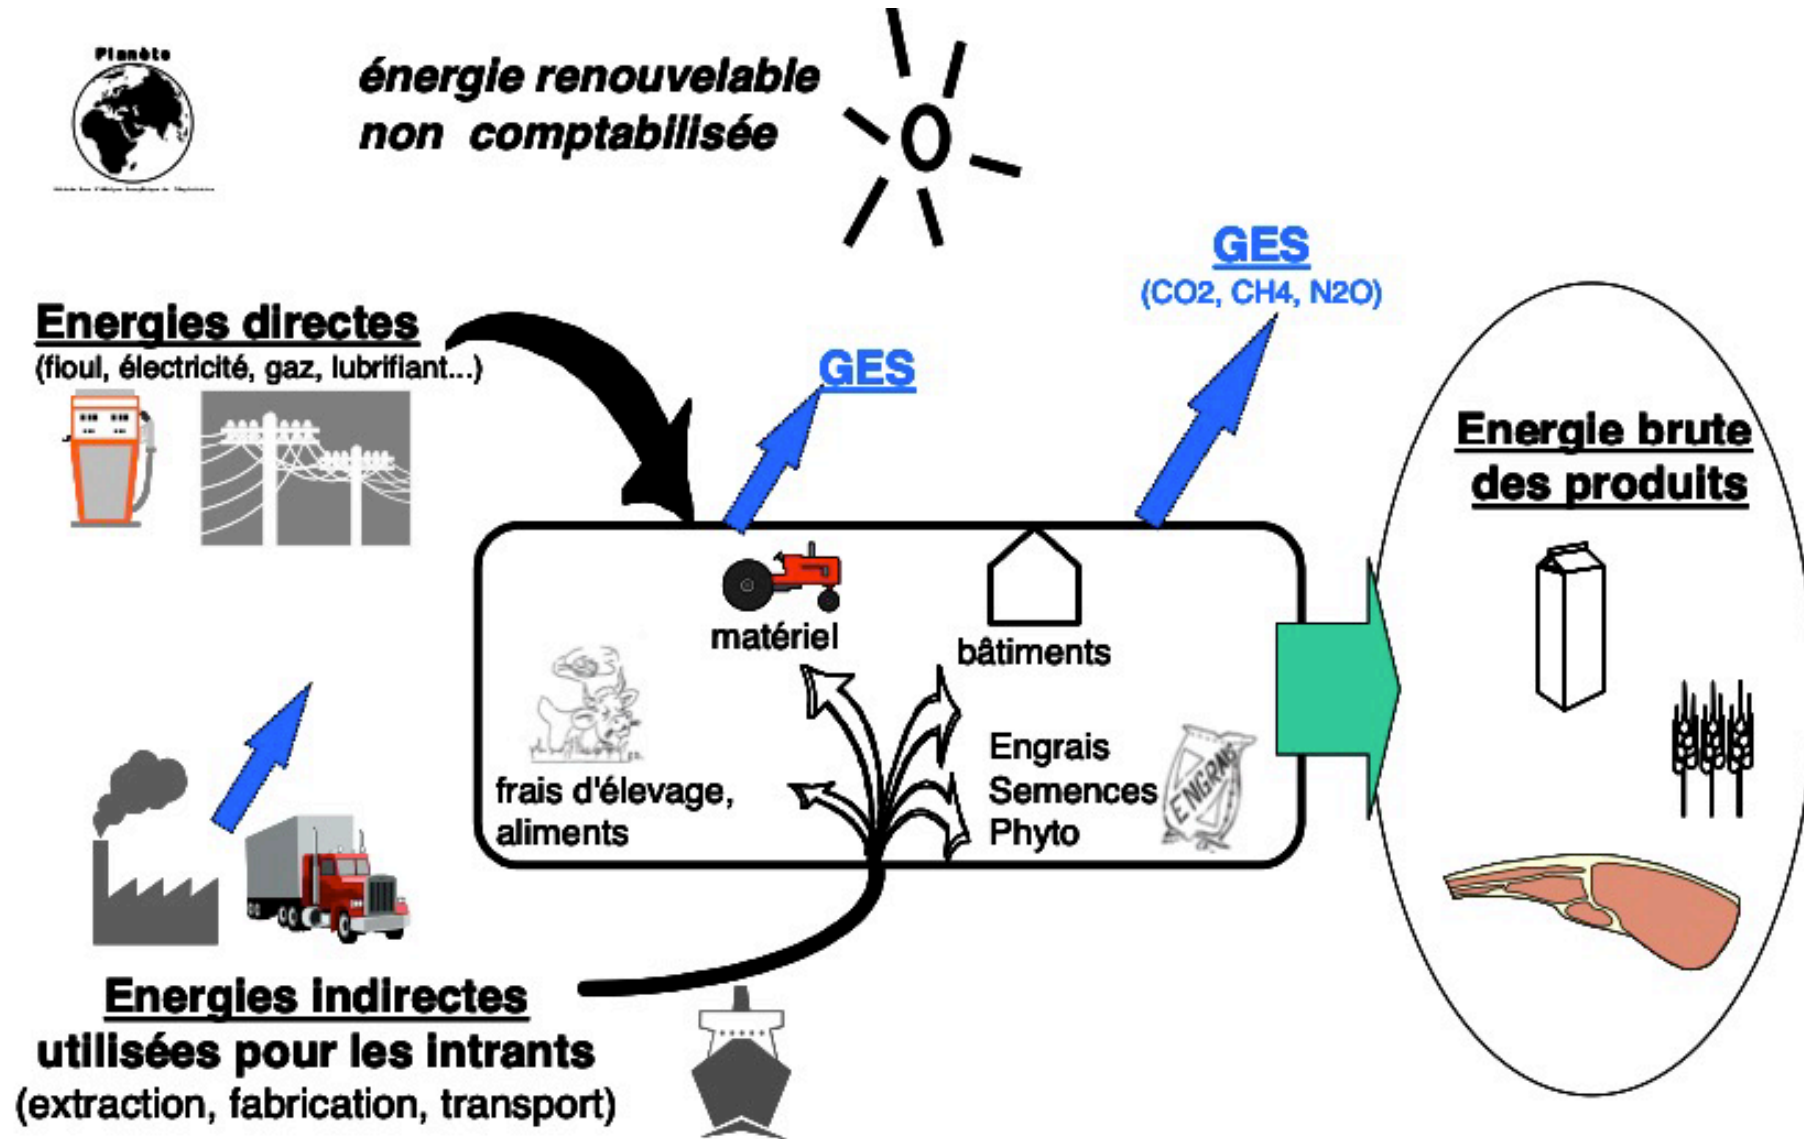 Planète
énergie renouvelable
non comptabilisée
GES
(CO2, CH4, N2O)
Energies directes
(fioul, électricité, gaz, lubrifiant...)
GES
Energie brute
des produits
matériel
bâtiments
frais d'élevage,
aliments
Engrais
Semences
Phyto
ENGRAIS
Energies indirectes
utilisées pour les intrants
(extraction, fabrication, transport)